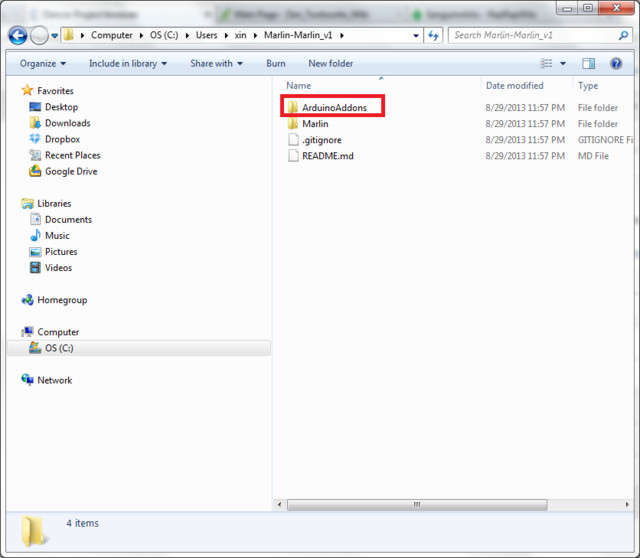 Computer OS (C:) Users xin Marlin-Marlin_v1 Search Marlin-Marlin_v1
Organize Include in library Share with Burn New folder
Favorites
Desktop
Downloads
Dropbox
Recent Places
Google Drive
Libraries
Documents
Music
Pictures
Videos
Homegroup
Computer
OS (C:)
Network
Name Date modified Type
ArduinoAddons 8/29/2013 11:57 PM File folder
Marlin 8/29/2013 11:57 PM File folder
.gitignore 8/29/2013 11:57 PM GITIGNORE Fi
README.md 8/29/2013 11:57 PM MD File
4 items